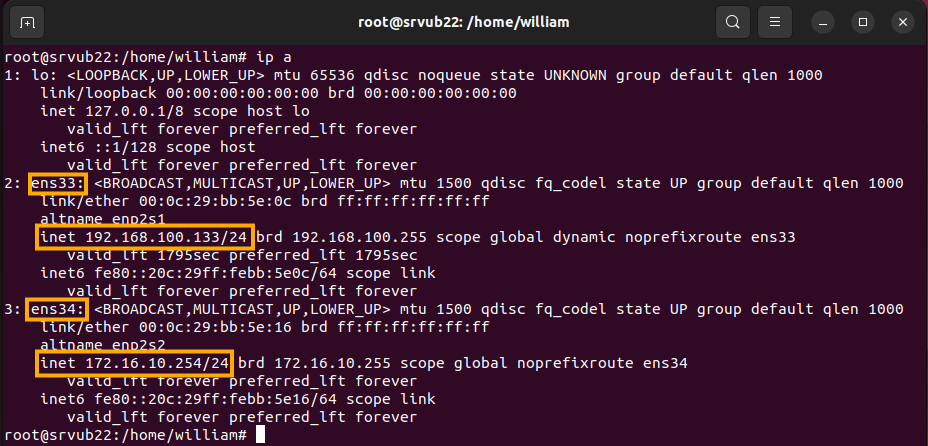 root@srvub22: /home/william
root@srvub22:/home/william# ip a
1: lo: <LOOPBACK,UP,LOWER_UP> mtu 65536 qdisc noqueue state UNKNOWN group default qlen 1000
    link/loopback 00:00:00:00:00:00 brd 00:00:00:00:00:00
    inet 127.0.0.1/8 scope host lo
       valid_lft forever preferred_lft forever
    inet6 ::1/128 scope host
       valid_lft forever preferred_lft forever
2: ens33: <BROADCAST,MULTICAST,UP,LOWER_UP> mtu 1500 qdisc fq_codel state UP group default qlen 1000
    link/ether 00:0c:29:bb:5e:0c brd ff:ff:ff:ff:ff:ff
    altname enp2s1
    inet 192.168.100.133/24 brd 192.168.100.255 scope global dynamic noprefixroute ens33
       valid_lft 1795sec preferred_lft 1795sec
    inet6 fe80::20c:29ff:febb:5e0c/64 scope link
       valid_lft forever preferred_lft forever
3: ens34: <BROADCAST,MULTICAST,UP,LOWER_UP> mtu 1500 qdisc fq_codel state UP group default qlen 1000
    link/ether 00:0c:29:bb:5e:16 brd ff:ff:ff:ff:ff:ff
    altname enp2s2
    inet 172.16.10.254/24 brd 172.16.10.255 scope global noprefixroute ens34
       valid_lft forever preferred_lft forever
    inet6 fe80::20c:29ff:febb:5e16/64 scope link
       valid_lft forever preferred_lft forever
root@srvub22:/home/william#